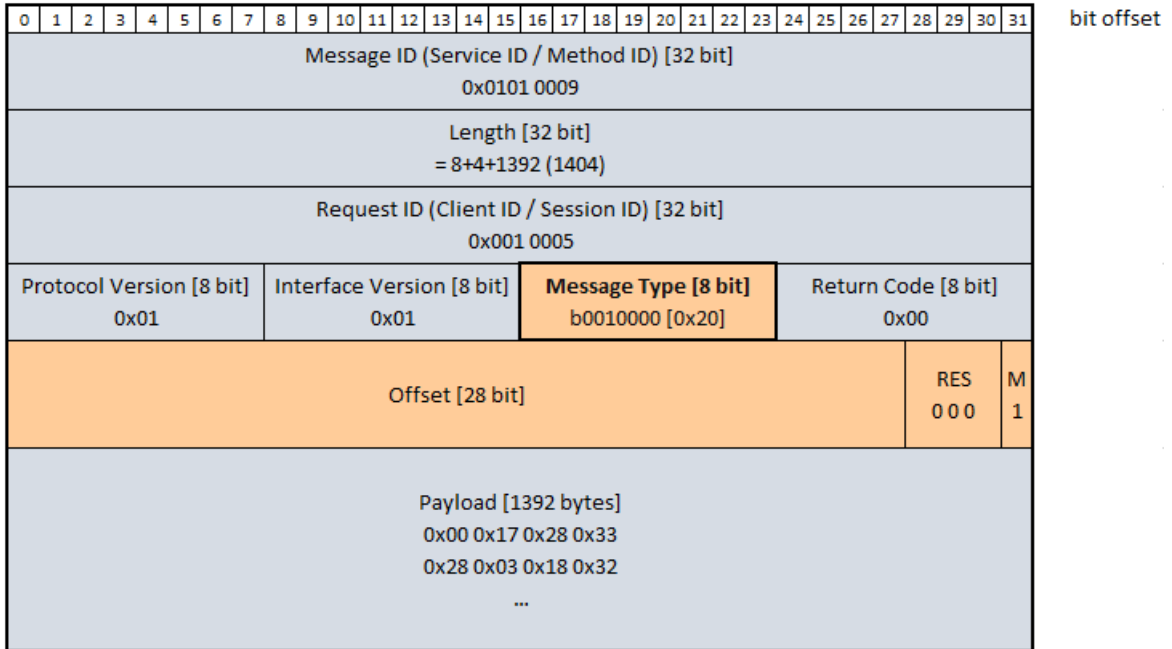 0 1 2 3 4 5 6 7 8 9 10 11 12 13 14 15 16 17 18 19 20 21 22 23 24 25 26 27 28 29 30 31 bit offset
Message ID (Service ID / Method ID) [32 bit]
0x0101 0009
Length [32 bit]
= 8+4+1392 (1404)
Request ID (Client ID / Session ID) [32 bit]
0x001 0005
Protocol Version [8 bit] Interface Version [8 bit] Message Type [8 bit] Return Code [8 bit]
0x01 0x01 b0010000 [0x20] 0x00
Offset [28 bit] RES M
0 0 0 1
Payload [1392 bytes]
0x00 0x17 0x28 0x33
0x28 0x03 0x18 0x32
...